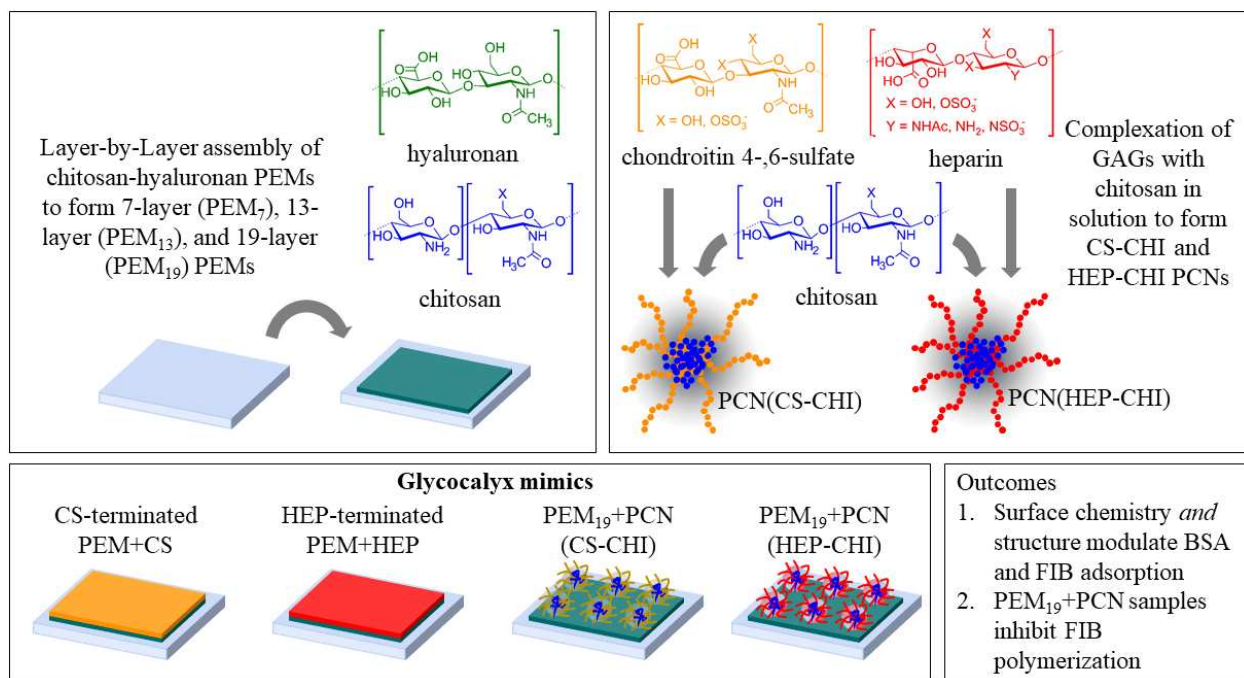 Layer-by-Layer assembly of
chitosan-hyaluronan PEMs
to form 7-layer (PEM₇), 13-
layer (PEM₁₃), and 19-layer
(PEM₁₉) PEMs
OH
O
OH
HO
O
HO
OH
O
HO
O
NH
O
O
CH₃
hyaluronan
OH
O
HO
NH₂
O
X
O
HO
NH
O
H₃C
O
chitosan
O
OH
O
HO
OH
X
X
O
O
O
NH
O
CH₃
X = OH, OSO₃⁻
chondroitin 4-,6-sulfate
O
HO
O
OH
OH
O
X
O
X
Y
O
X = OH, OSO₃⁻
Y = NHAc, NH₂, NSO₃⁻
heparin
Complexation of
GAGs with
chitosan in
solution to form
CS-CHI and
HEP-CHI PCNs
OH
O
HO
NH₂
O
X
O
HO
NH
O
H₃C
O
chitosan
PCN(CS-CHI)
PCN(HEP-CHI)
Glycocalyx mimics
CS-terminated
PEM+CS
HEP-terminated
PEM+HEP
PEM₁₉+PCN
(CS-CHI)
PEM₁₉+PCN
(HEP-CHI)
Outcomes
1. Surface chemistry and
structure modulate BSA
and FIB adsorption
2. PEM₁₉+PCN samples
inhibit FIB
polymerization